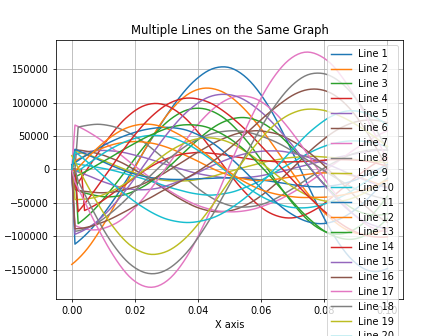 Multiple Lines on the Same Graph
150000
100000
50000
0
−50000
−100000
−150000
0.00
0.02
0.04
0.06
0.08
X axis
Line 1
Line 2
Line 3
Line 4
Line 5
Line 6
Line 7
Line 8
Line 9
Line 10
Line 11
Line 12
Line 13
Line 14
Line 15
Line 16
Line 17
Line 18
Line 19
Line 20